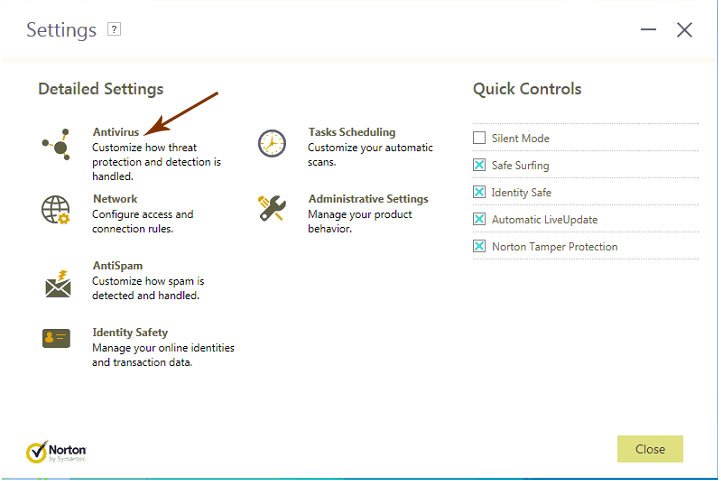 Settings ?
Detailed Settings
Antivirus
Customize how threat
protection and detection is
handled.
Network
Configure access and
connection rules.
AntiSpam
Customize how spam is
detected and handled.
Identity Safety
Manage your online identities
and transaction data.
Tasks Scheduling
Customize your automatic
scans.
Administrative Settings
Manage your product
behavior.
Quick Controls
Silent Mode
Safe Surfing
Identity Safe
Automatic LiveUpdate
Norton Tamper Protection
Norton
by Symantec
Close